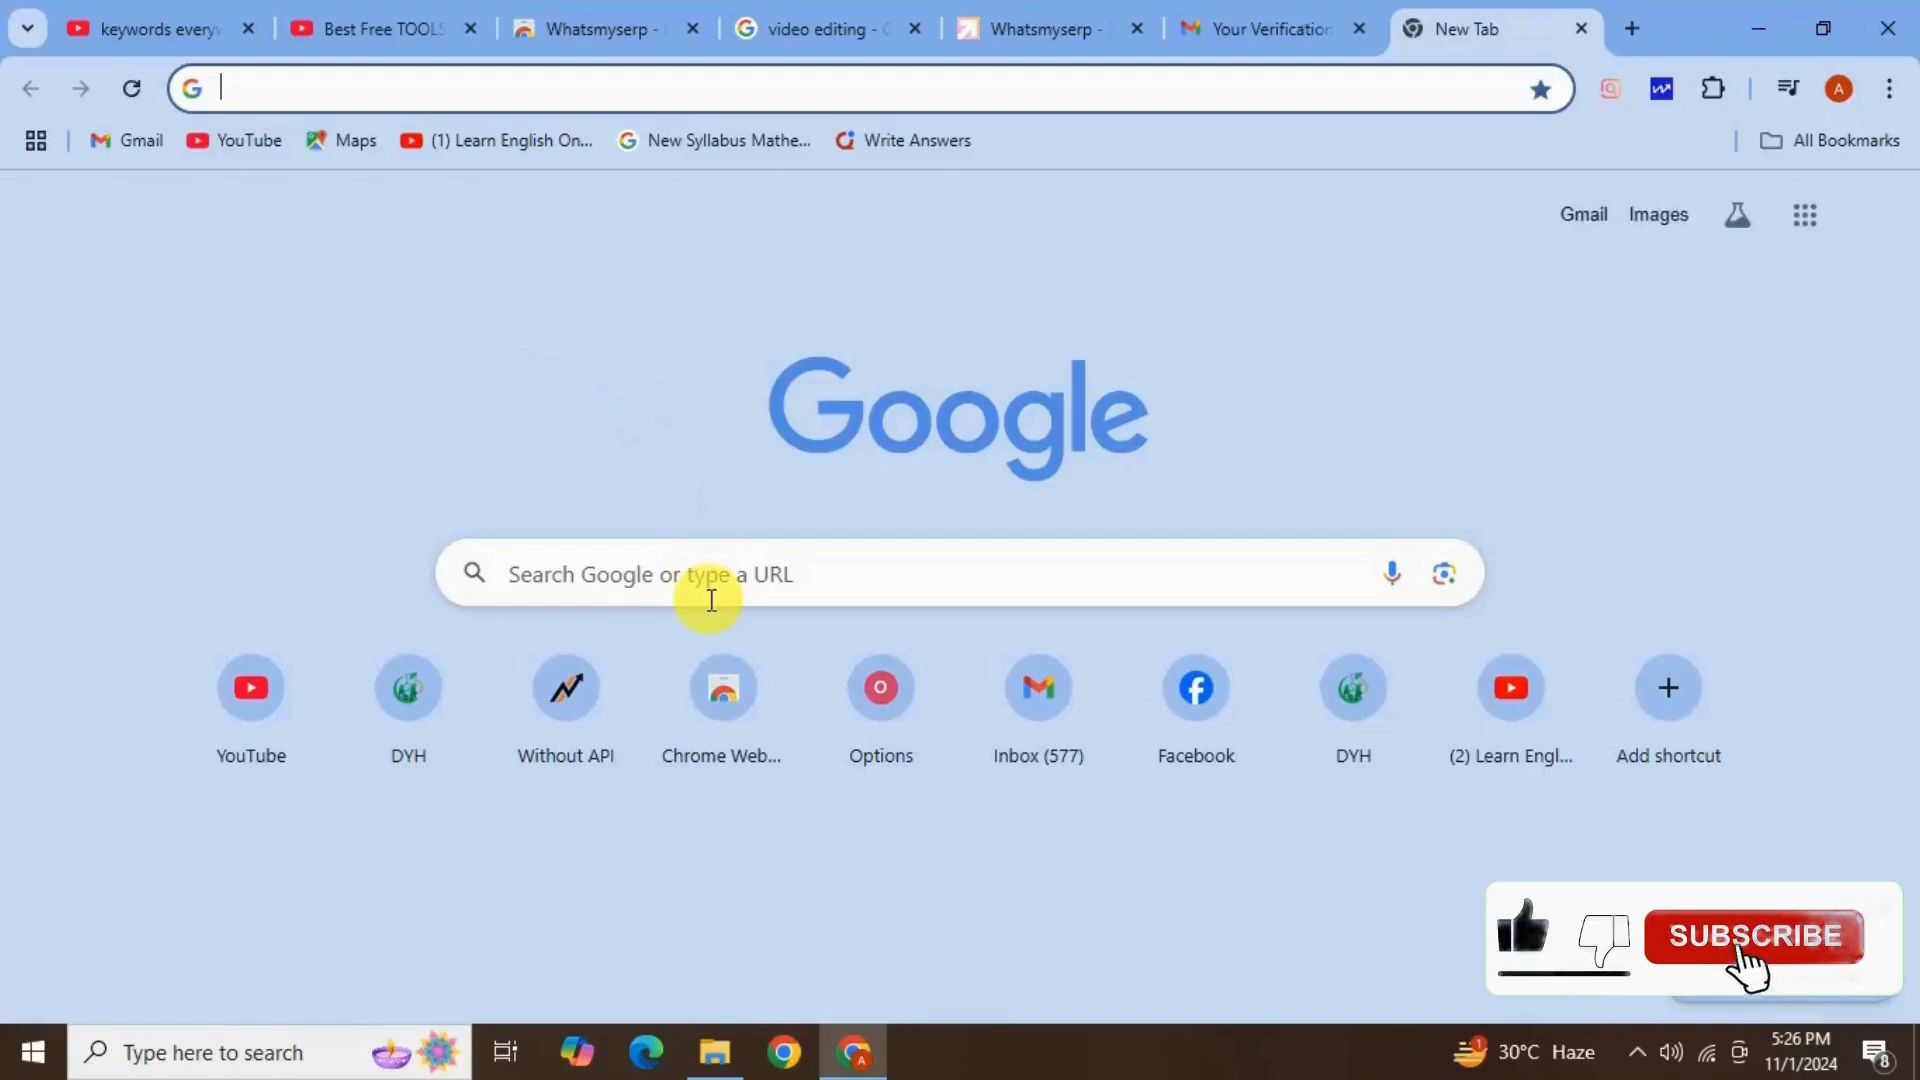 keywords every
Best Free TOOLS
Whatsmyserp -
video editing -
Whatsmyserp -
Your Verification
New Tab
Gmail
YouTube
Maps
(1) Learn English On...
New Syllabus Mathe...
Write Answers
All Bookmarks
Gmail
Images
Google
Search Google or type a URL
YouTube
DYH
Without API
Chrome Web...
O
Options
Inbox (577)
Facebook
DYH
(2) Learn Engl...
Add shortcut
SUBSCRIBE
Type here to search
1
30°C Haze
5:26 PM
11/1/2024
8
A
A